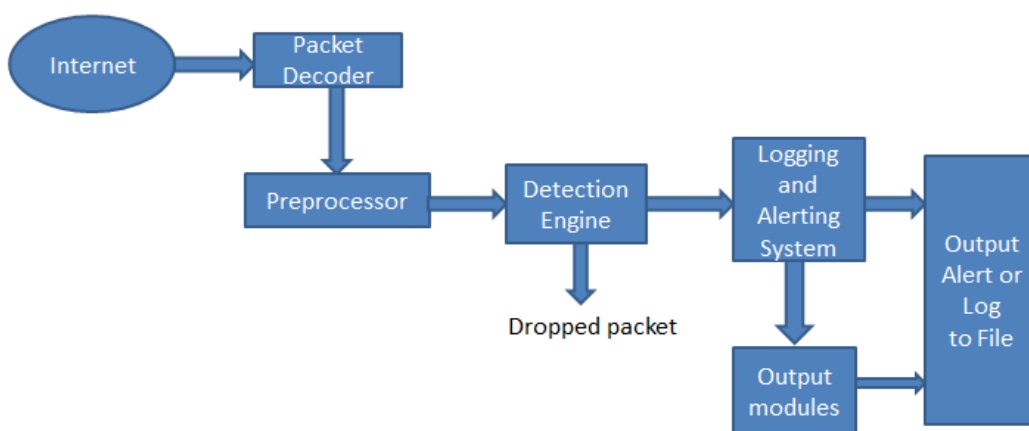 Internet
Packet
Decoder
Preprocessor
Detection
Engine
Dropped packet
Logging
and
Alerting
System
Output
modules
Output
Alert or
Log
to File